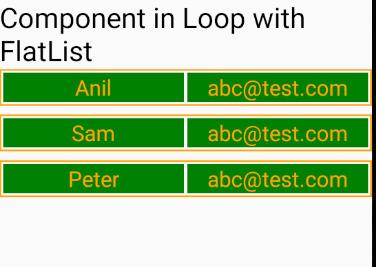 Component in Loop with
FlatList
Anil abc@test.com
Sam abc@test.com
Peter abc@test.com